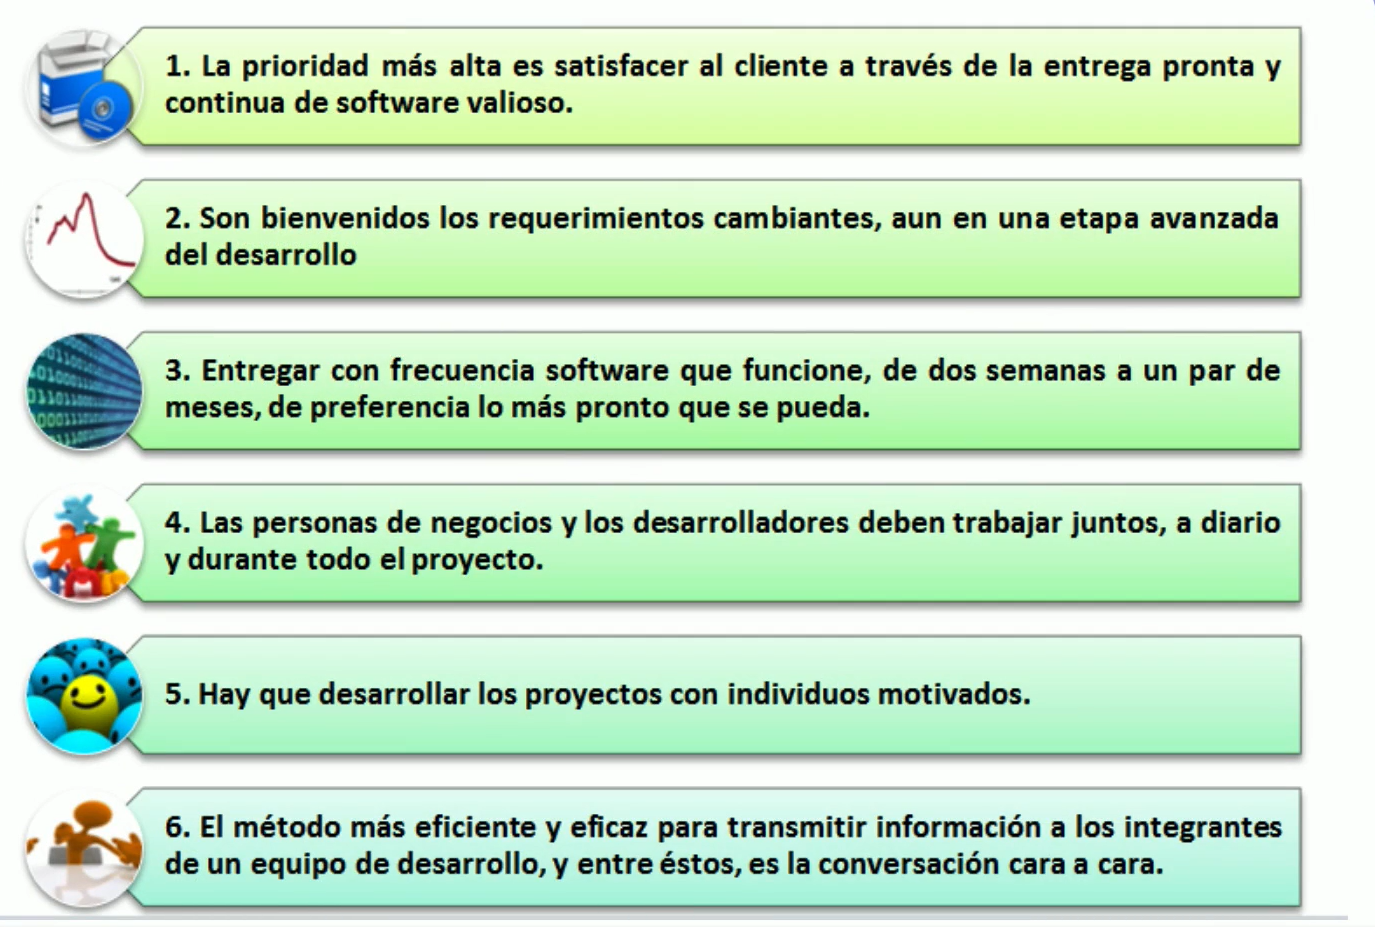 1. La prioridad más alta es satisfacer al cliente a través de la entrega pronta y
continua de software valioso.
2. Son bienvenidos los requerimientos cambiantes, aun en una etapa avanzada
del desarrollo
3. Entregar con frecuencia software que funcione, de dos semanas a un par de
meses, de preferencia lo más pronto que se pueda.
4. Las personas de negocios y los desarrolladores deben trabajar juntos, a diario
y durante todo el proyecto.
5. Hay que desarrollar los proyectos con individuos motivados.
6. El método más eficiente y eficaz para transmitir información a los integrantes
de un equipo de desarrollo, y entre éstos, es la conversación cara a cara.